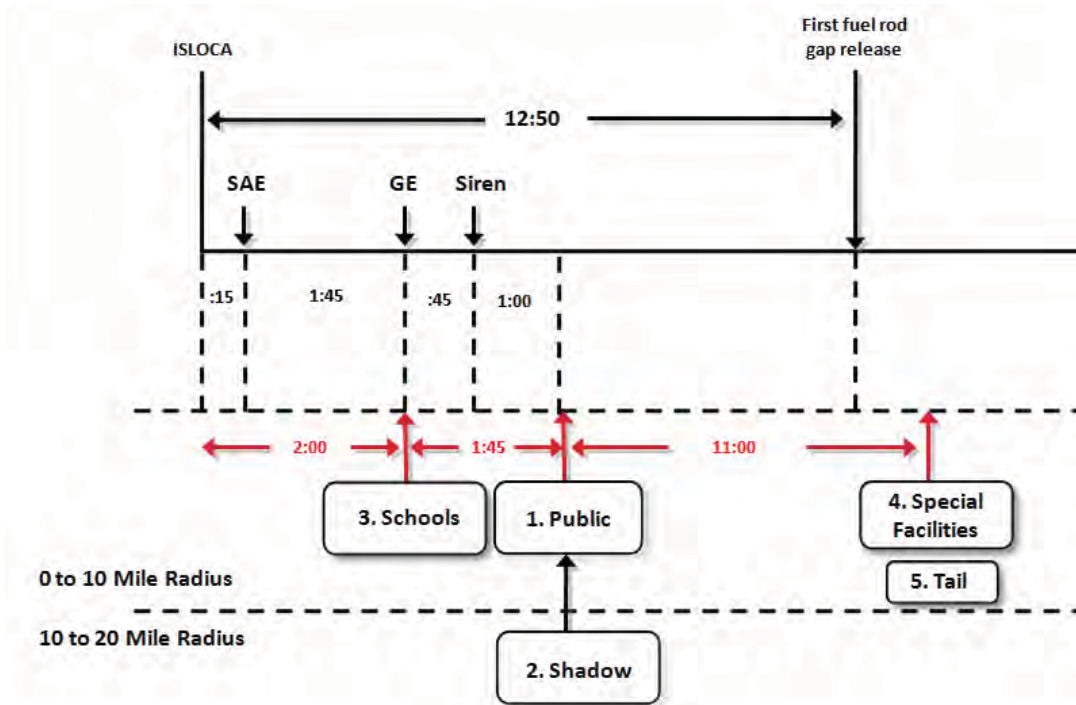 ISLOCA
First fuel rod
gap release
12:50
SAE
GE
Siren
:15
1:45
:45
1:00
2:00
1:45
11:00
3. Schools
1. Public
4. Special
Facilities
5. Tail
0 to 10 Mile Radius
10 to 20 Mile Radius
2. Shadow